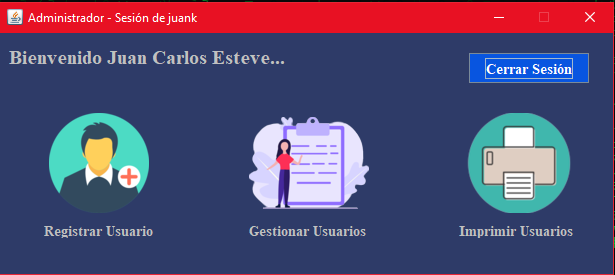 Administrador - Sesión de juank
Bienvenido Juan Carlos Esteve...
Cerrar Sesión
Registrar Usuario
Gestionar Usuarios
Imprimir Usuarios